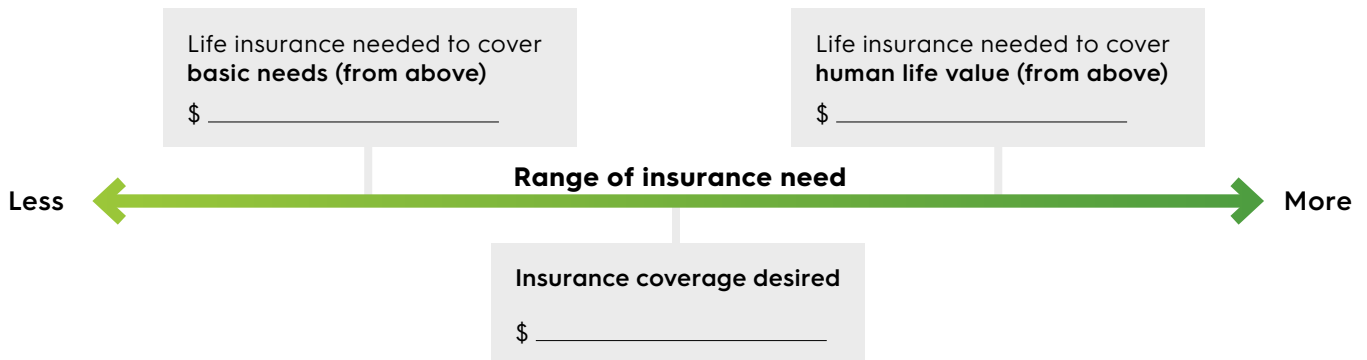 Life insurance needed to cover
basic needs (from above)
$
Life insurance needed to cover
human life value (from above)
$
Range of insurance need
Less
More
Insurance coverage desired
$